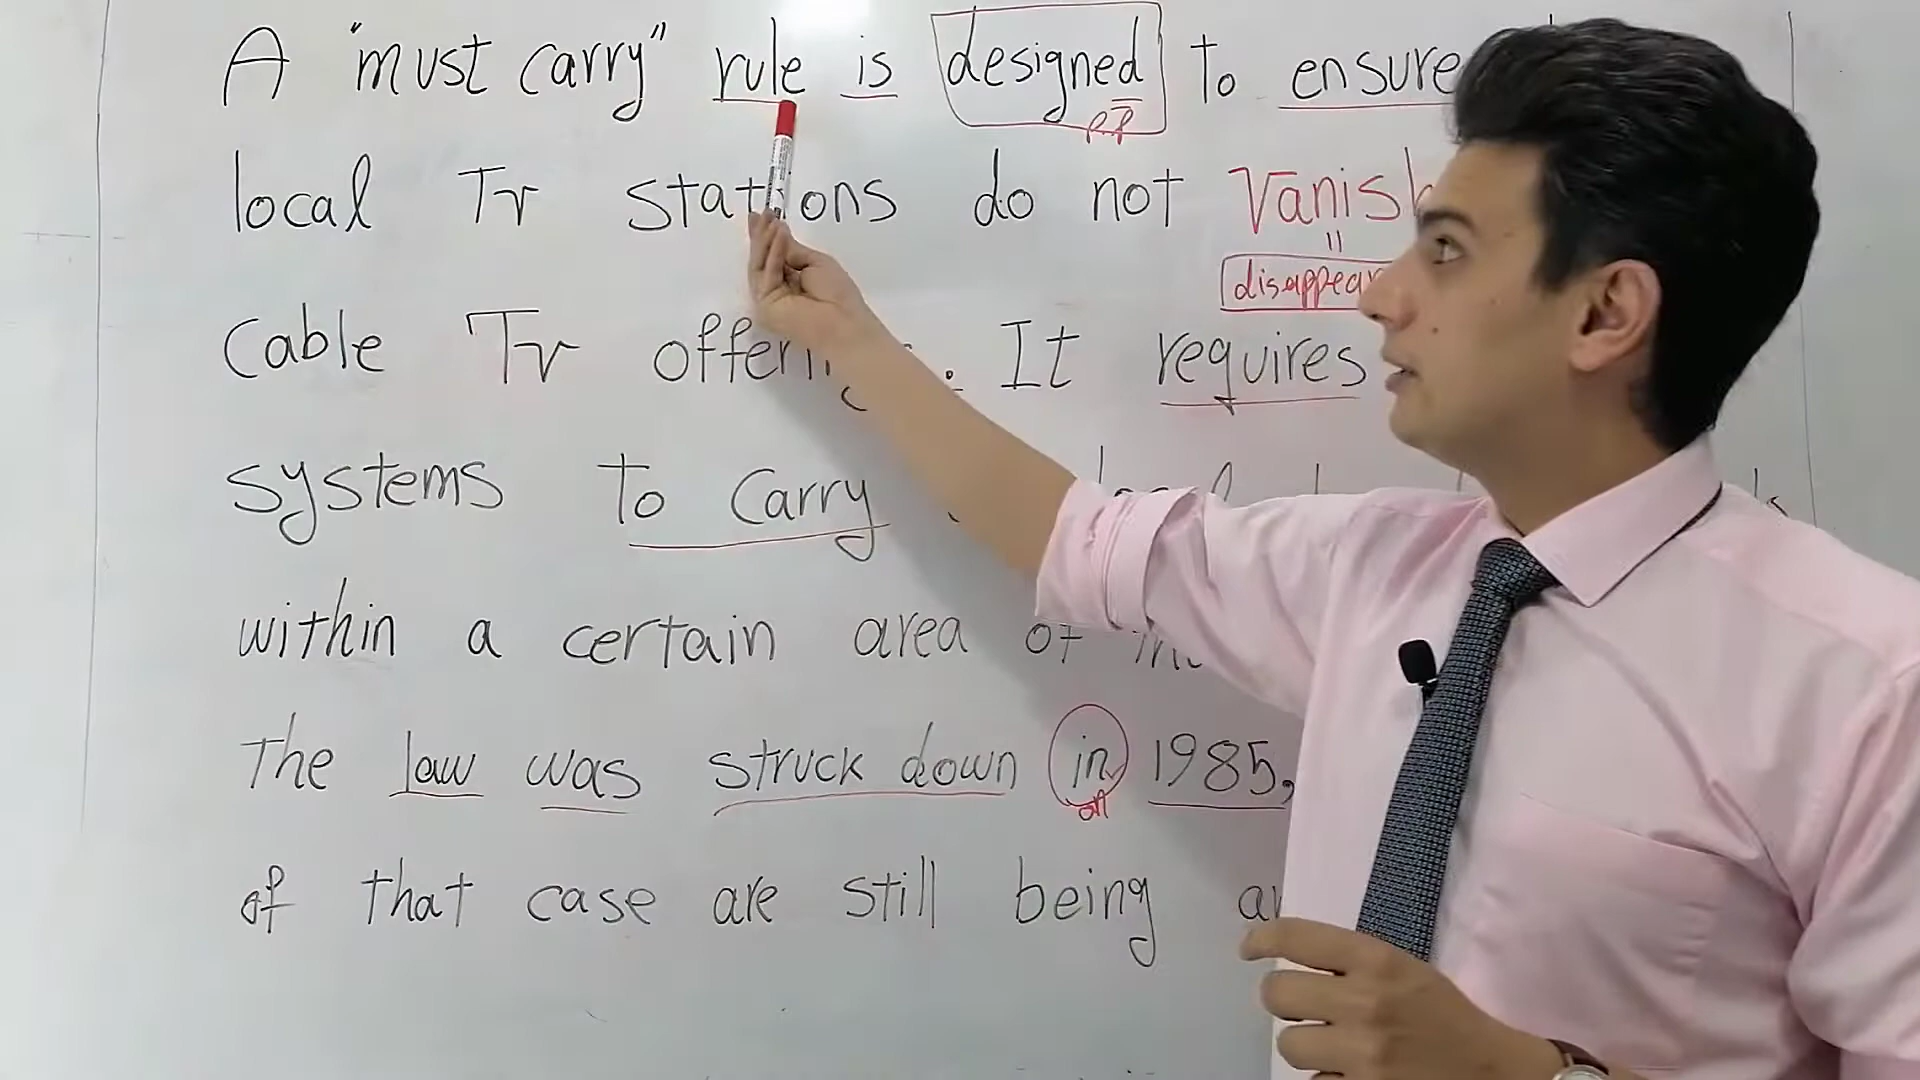 A "must carry" rule is designed to ensure
p.p
local TV stations do not Vanish
=
disappear
Cable TV offerings. It requires
systems to carry
within a certain area of
The law was struck down in 1985,
on
of that case are still being